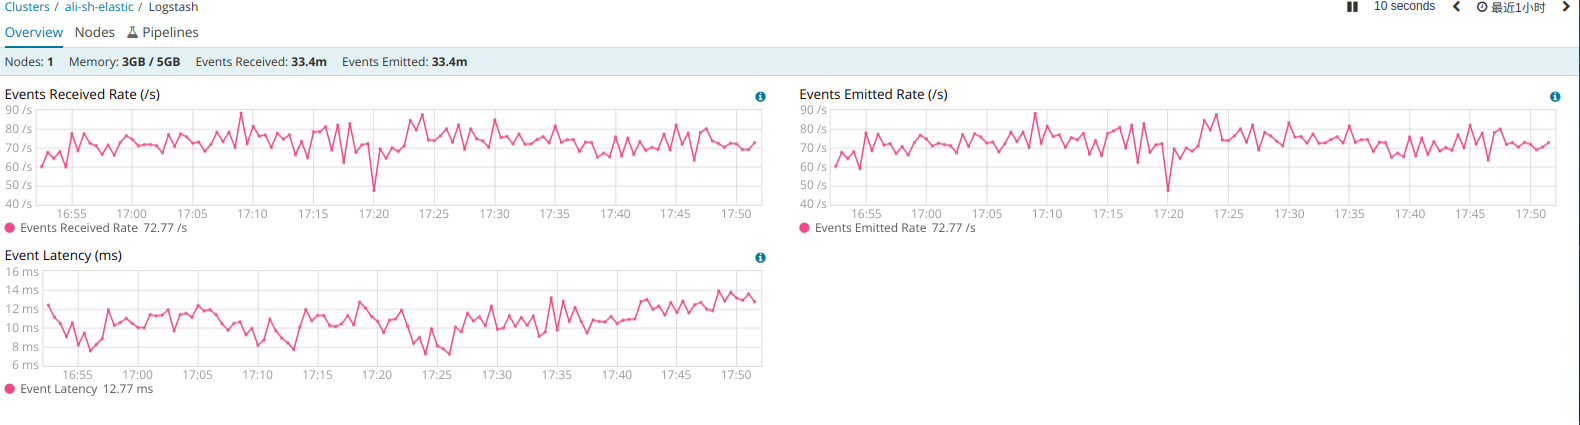 Clusters / ali-sh-elastic / Logstash
10 seconds 最近1小时
Overview Nodes Pipelines
Nodes: 1 Memory: 3GB / 5GB Events Received: 33.4m Events Emitted: 33.4m
Events Received Rate (/s)
90 /s
80 /s
70 /s
60 /s
50 /s
40 /s
16:55 17:00 17:05 17:10 17:15 17:20 17:25 17:30 17:35 17:40 17:45 17:50
Events Received Rate 72.77 /s
Events Emitted Rate (/s)
90 /s
80 /s
70 /s
60 /s
50 /s
40 /s
16:55 17:00 17:05 17:10 17:15 17:20 17:25 17:30 17:35 17:40 17:45 17:50
Events Emitted Rate 72.77 /s
Event Latency (ms)
16 ms
14 ms
12 ms
10 ms
8 ms
6 ms
16:55 17:00 17:05 17:10 17:15 17:20 17:25 17:30 17:35 17:40 17:45 17:50
Event Latency 12.77 ms